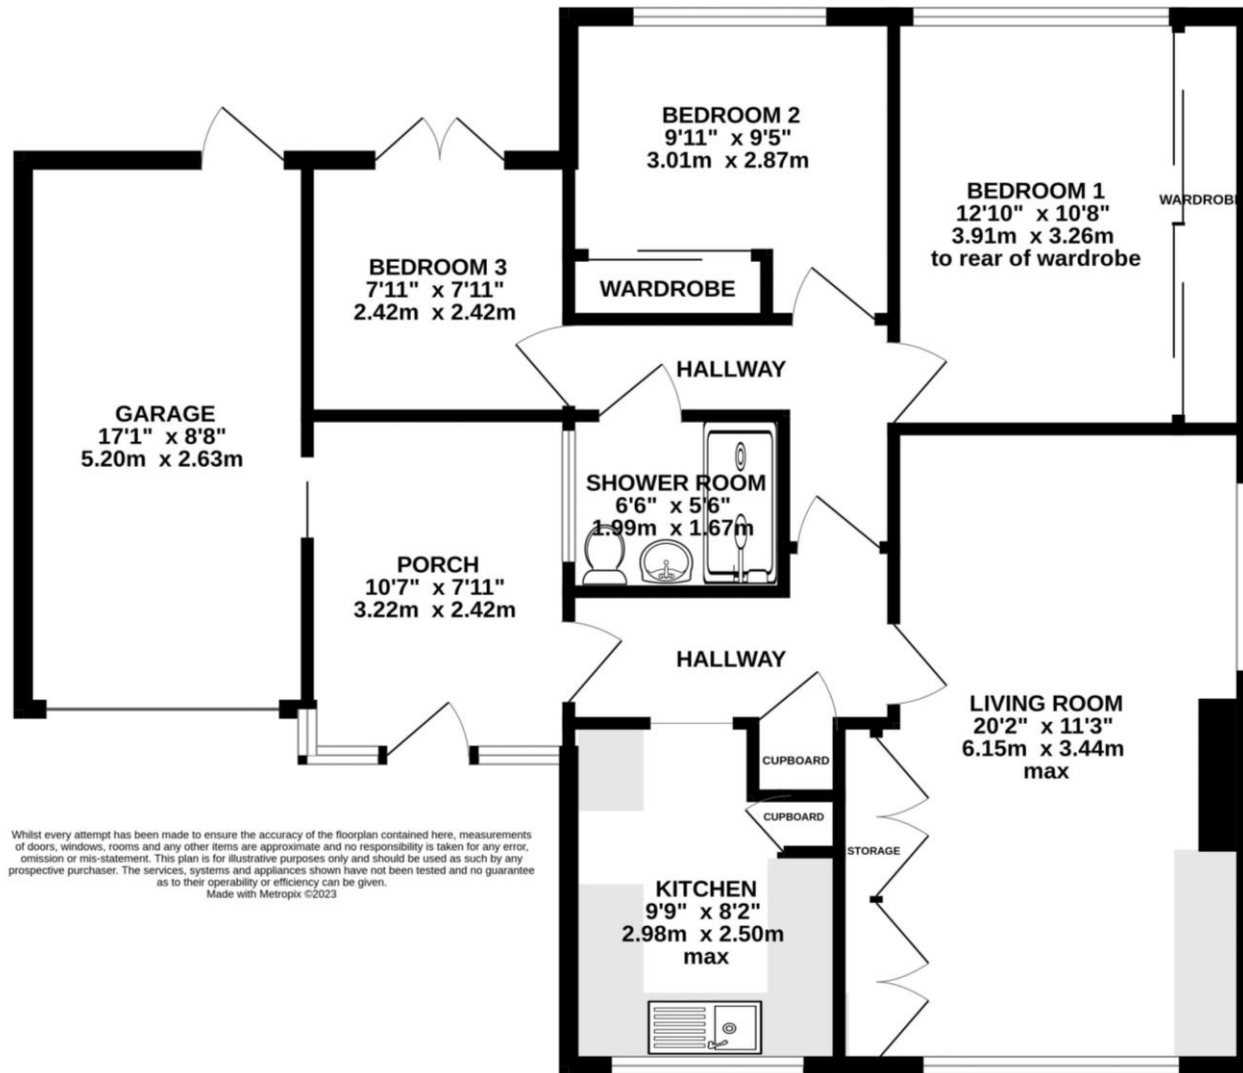 BEDROOM 2
9'11" x 9'5"
3.01m x 2.87m
BEDROOM 1
12'10" x 10'8"
3.91m x 3.26m
to rear of wardrobe
WARDROBE
BEDROOM 3
7'11" x 7'11"
2.42m x 2.42m
WARDROBE
HALLWAY
GARAGE
17'1" x 8'8"
5.20m x 2.63m
SHOWER ROOM
6'6" x 5'6"
1.99m x 1.67m
PORCH
10'7" x 7'11"
3.22m x 2.42m
HALLWAY
LIVING ROOM
20'2" x 11'3"
6.15m x 3.44m
max
CUPBOARD
CUPBOARD
STORAGE
KITCHEN
9'9" x 8'2"
2.98m x 2.50m
max
Whilst every attempt has been made to ensure the accuracy of the floorplan contained here, measurements
of doors, windows, rooms and any other items are approximate and no responsibility is taken for any error,
omission or mis-statement. This plan is for illustrative purposes only and should be used as such by any
prospective purchaser. The services, systems and appliances shown have not been tested and no guarantee
as to their operability or efficiency can be given.
Made with Metropix ©2023